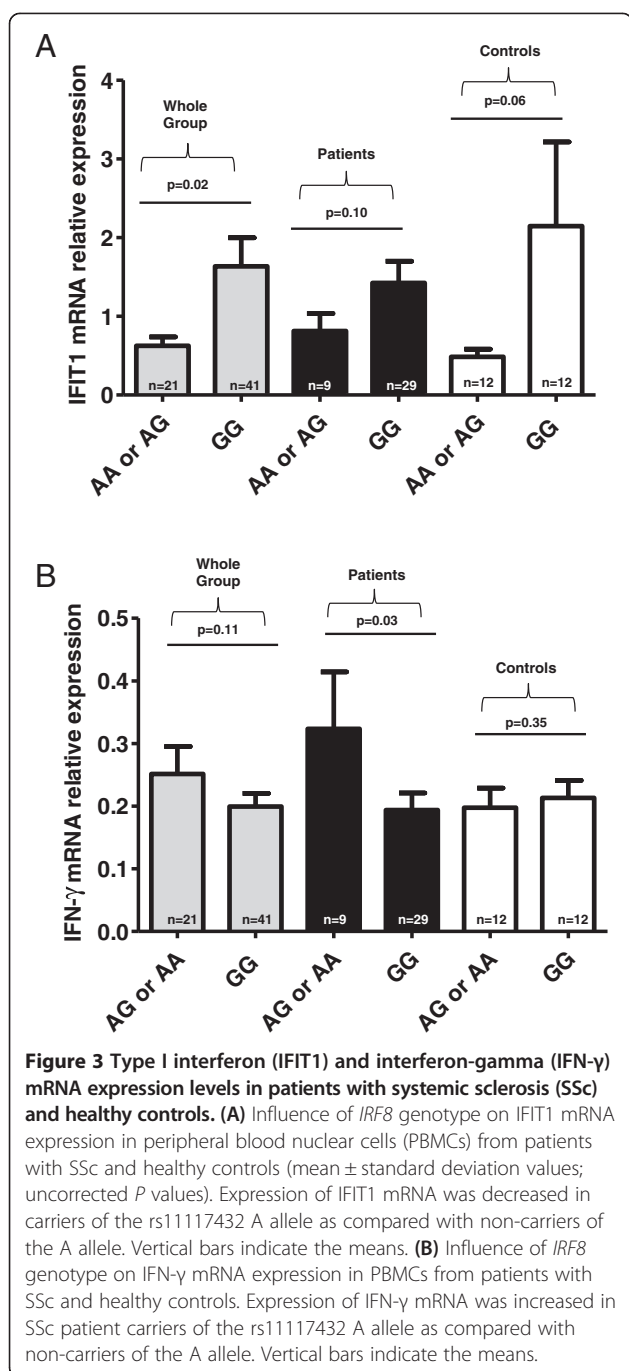 A
Controls
4
p=0.06
Whole
Group
3
Patients
p=0.02
p=0.10
2
1
0
IFIT1 mRNA relative expression
n=21
n=41
n=9
n=29
n=12
n=12
AA or AG
GG
AA or AG
GG
AA or AG
GG
B
Whole
Group
Patients
0.5
p=0.11
p=0.03
Controls
0.4
p=0.35
0.3
0.2
0.1
0.0
IFN-γ mRNA relative expression
n=21
n=41
n=9
n=29
n=12
n=12
AG or AA
GG
AG or AA
GG
AG or AA
GG
Figure 3 Type I interferon (IFIT1) and interferon-gamma (IFN-γ)
mRNA expression levels in patients with systemic sclerosis (SSc)
and healthy controls. (A) Influence of IRF8 genotype on IFIT1 mRNA
expression in peripheral blood nuclear cells (PBMCs) from patients
with SSc and healthy controls (mean ± standard deviation values;
uncorrected P values). Expression of IFIT1 mRNA was decreased in
carriers of the rs11117432 A allele as compared with non-carriers of
the A allele. Vertical bars indicate the means. (B) Influence of IRF8
genotype on IFN-γ mRNA expression in PBMCs from patients with
SSc and healthy controls. Expression of IFN-γ mRNA was increased in
SSc patient carriers of the rs11117432 A allele as compared with
non-carriers of the A allele. Vertical bars indicate the means.